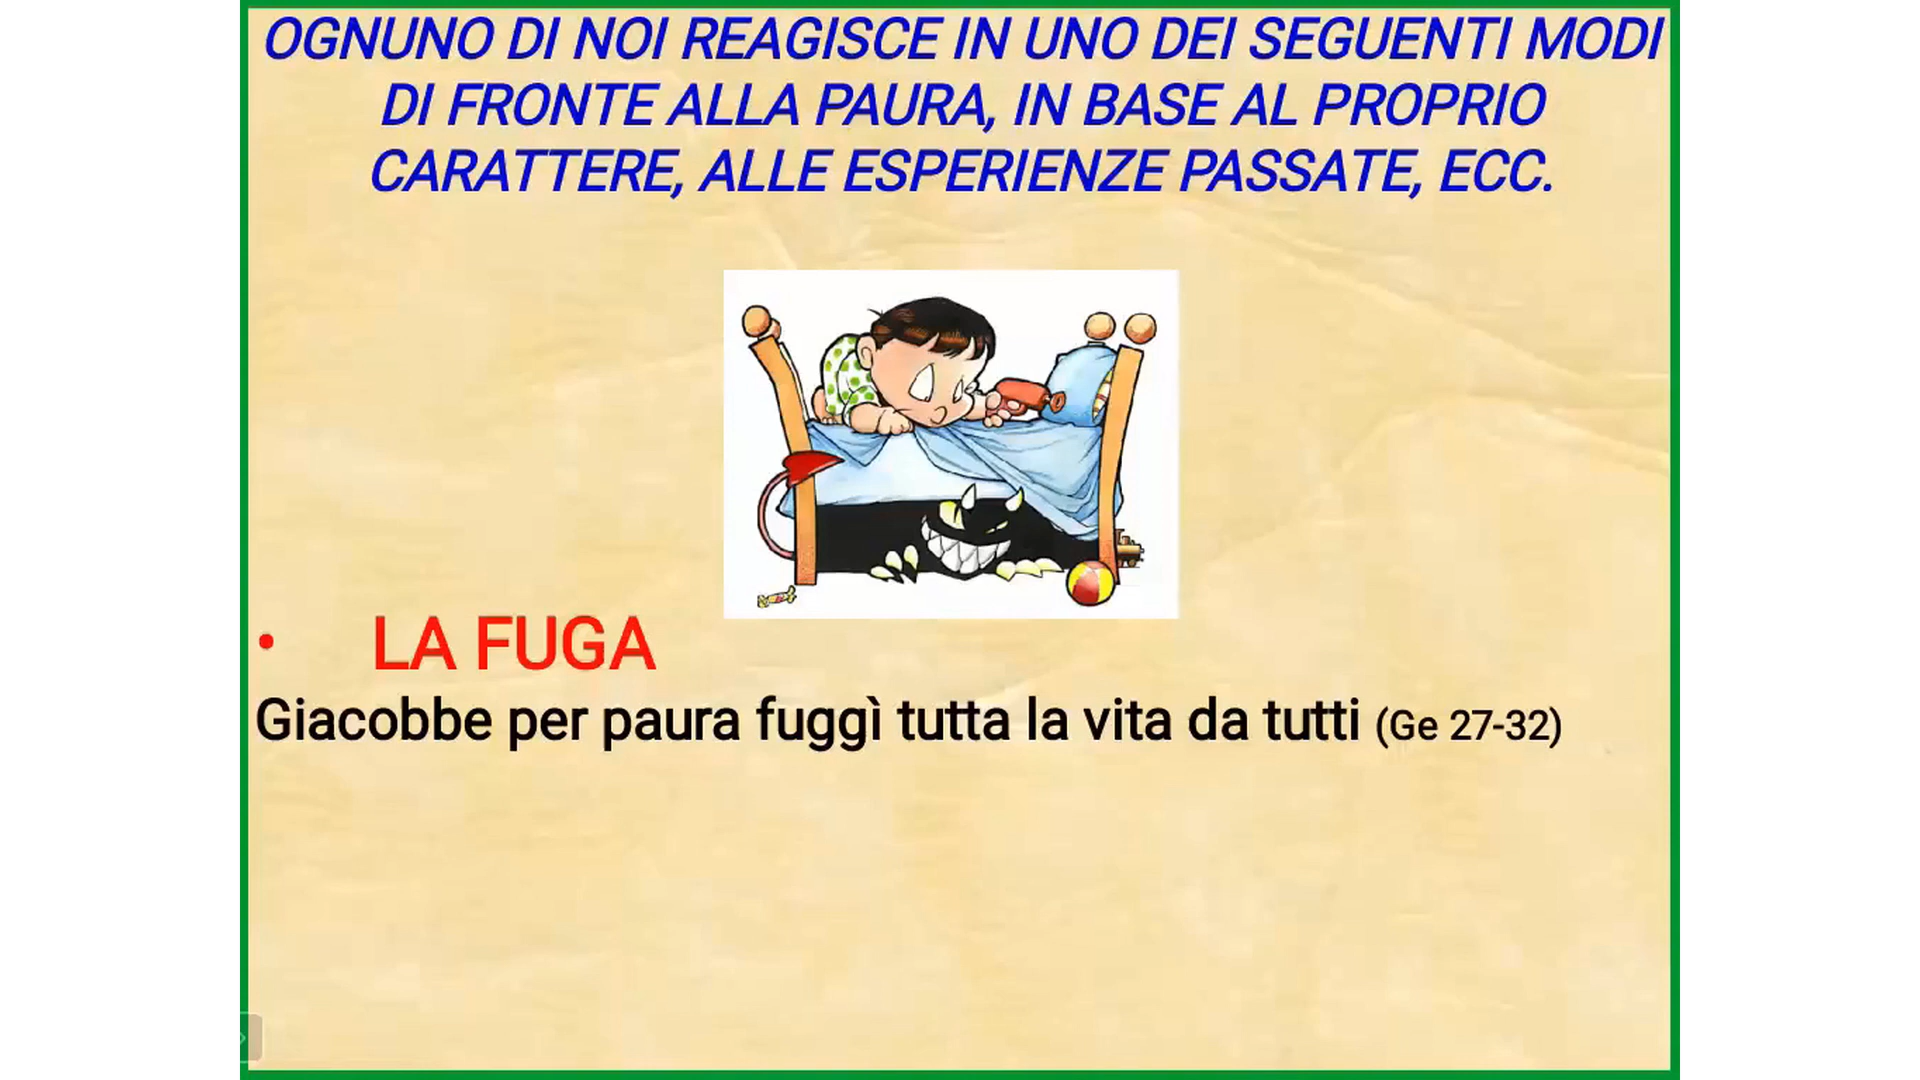 OGNUNO DI NOI REAGISCE IN UNO DEI SEGUENTI MODI
DI FRONTE ALLA PAURA, IN BASE AL PROPRIO
CARATTERE, ALLE ESPERIENZE PASSATE, ECC.
• LA FUGA
Giacobbe per paura fuggì tutta la vita da tutti (Ge 27-32)